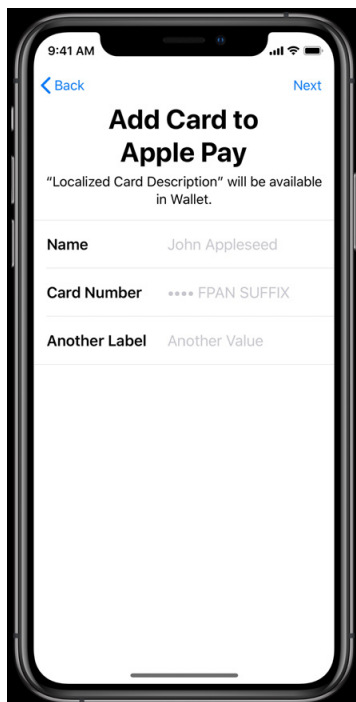 9:41 AM
Back
Next
Add Card to
Apple Pay
“Localized Card Description” will be available
in Wallet.
Name John Appleseed
Card Number •••• FPAN SUFFIX
Another Label Another Value